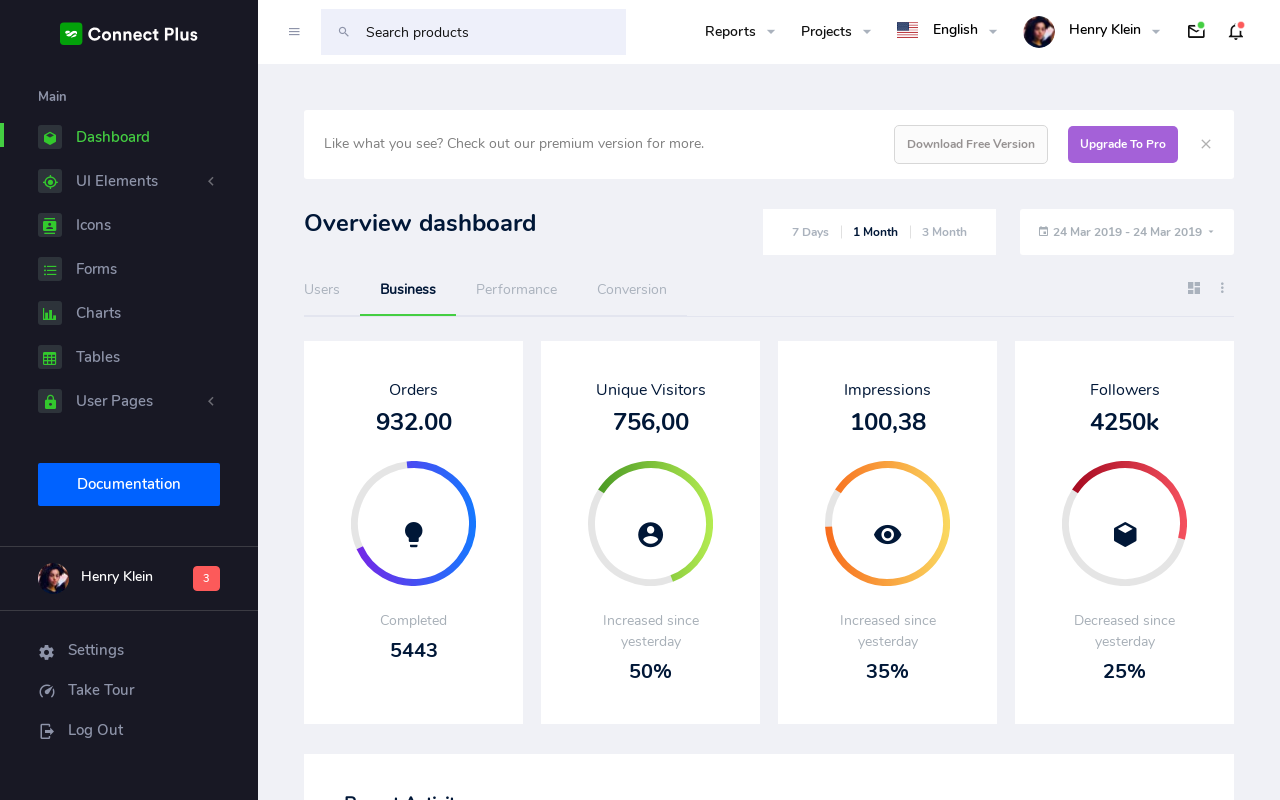 Connect Plus
Search products
Reports
Projects
English
Henry Klein
Main
Dashboard
UI Elements
Icons
Forms
Charts
Tables
User Pages
Documentation
Henry Klein
3
Settings
Take Tour
Log Out
Like what you see? Check out our premium version for more.
Download Free Version
Upgrade To Pro
Overview dashboard
7 Days
1 Month
3 Month
24 Mar 2019 - 24 Mar 2019
Users
Business
Performance
Conversion
Orders
932.00
Completed
5443
Unique Visitors
756,00
Increased since
yesterday
50%
Impressions
100,38
Increased since
yesterday
35%
Followers
4250k
Decreased since
yesterday
25%
Recent Activity